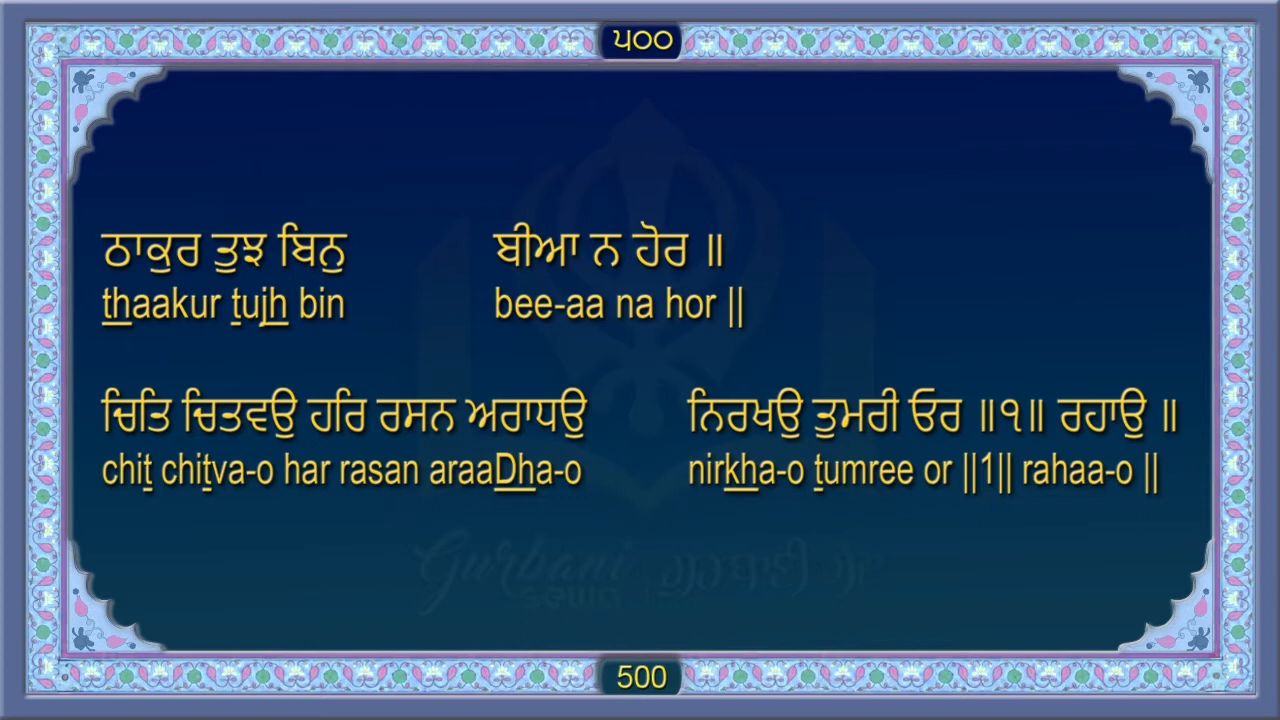 ੫੦੦
ਠਾਕੁਰ ਤੁਝ ਬਿਨੁ ਬੀਆ ਨ ਹੋਰ ॥
thaakur tujh bin bee-aa na hor ||
ਚਿਤਿ ਚਿਤਵਉ ਹਰਿ ਰਸਨ ਅਰਾਧਉ ਨਿਰਖਉ ਤੁਮਰੀ ਓਰ ॥੧॥ ਰਹਾਉ ॥
chit chitva-o har rasan araaDha-o nirkha-o tumree or ||1|| rahaa-o ||
Gurbani
500